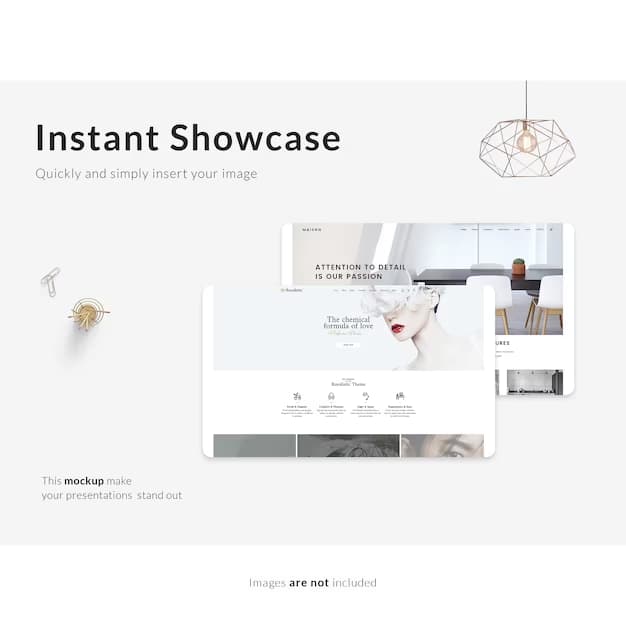 Instant Showcase
Quickly and simply insert your image
MAISON
ATTENTION TO DETAIL
IS OUR PASSION
The chemical
formula of love
URES
Rosalistic Theme
This mockup make
your presentations stand out
Images are not included